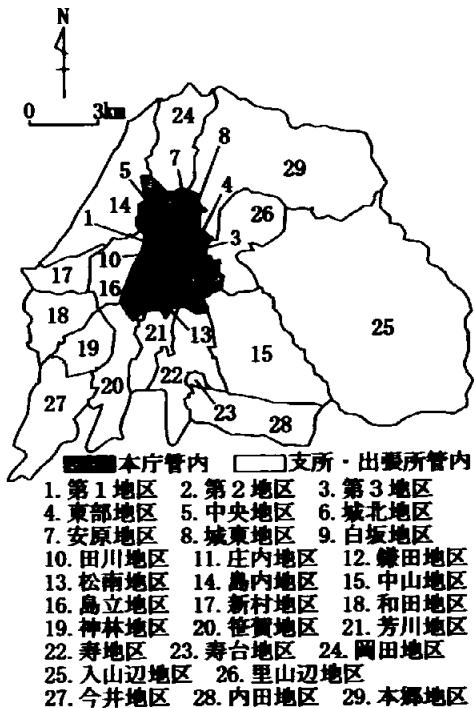 N
0 3km
24
8
7
29
5
4
14
26
1
3
10
17
16
18
25
21 13
19
15
20
22
27
23
28
本庁管内 支所・出張所管内
1. 第1地区 2. 第2地区 3. 第3地区
4. 東部地区 5. 中央地区 6. 城北地区
7. 安原地区 8. 城東地区 9. 白坂地区
10. 田川地区 11. 庄内地区 12. 鎌田地区
13. 松南地区 14. 島内地区 15. 中山地区
16. 島立地区 17. 新村地区 18. 和田地区
19. 神林地区 20. 笹賀地区 21. 芳川地区
22. 寿地区 23. 寿台地区 24. 岡田地区
25. 入山辺地区 26. 里山辺地区
27. 今井地区 28. 内田地区 29. 本郷地区